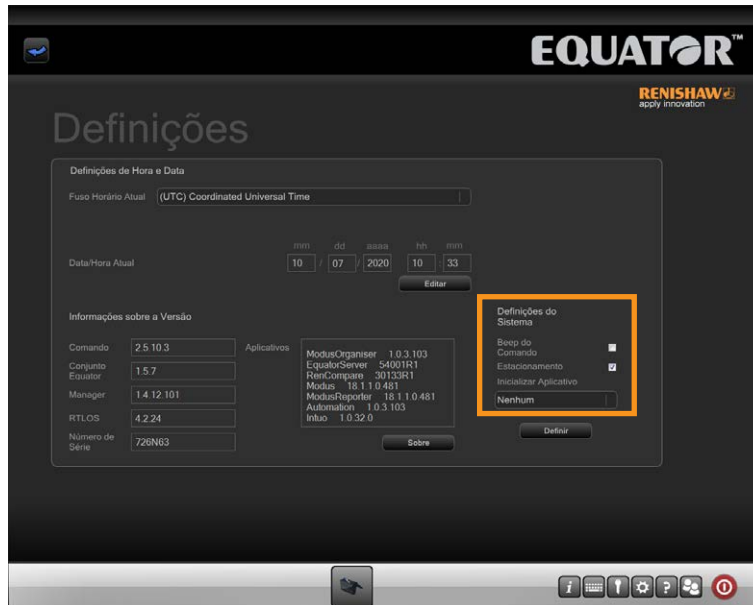 EQUATOR™
RENISHAW
apply innovation
Definições
Definições de Hora e Data
Fuso Horário Atual (UTC) Coordinated Universal Time
mm dd aaaa hh mm
Data/Hora Atual 10 / 07 / 2020 10 : 33
Editar
Informações sobre a Versão
Comando 2.5.10.3
Conjunto
Equator 1.5.7
Manager 1.4.12.101
RTLOS 4.2.24
Número de
Série 726N63
Aplicativos
ModusOrganiser 1.0.3.103
EquatorServer 54001R1
RenCompare 30133R1
Modus 18.1.1.0.481
ModusReporter 18.1.1.0.481
Automation 1.0.3.103
Intuo 1.0.32.0
Sobre
Definições do
Sistema
Beep do
Comando
Estacionamento
Inicializar Aplicativo
Nenhum
Definir